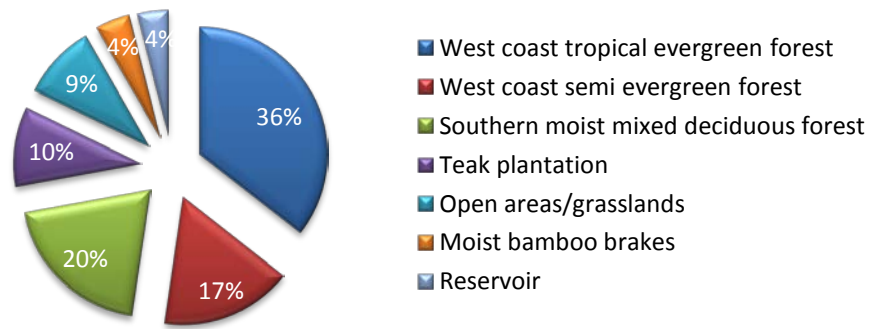 36%
17%
20%
10%
9%
4%
4%
West coast tropical evergreen forest
West coast semi evergreen forest
Southern moist mixed deciduous forest
Teak plantation
Open areas/grasslands
Moist bamboo brakes
Reservoir